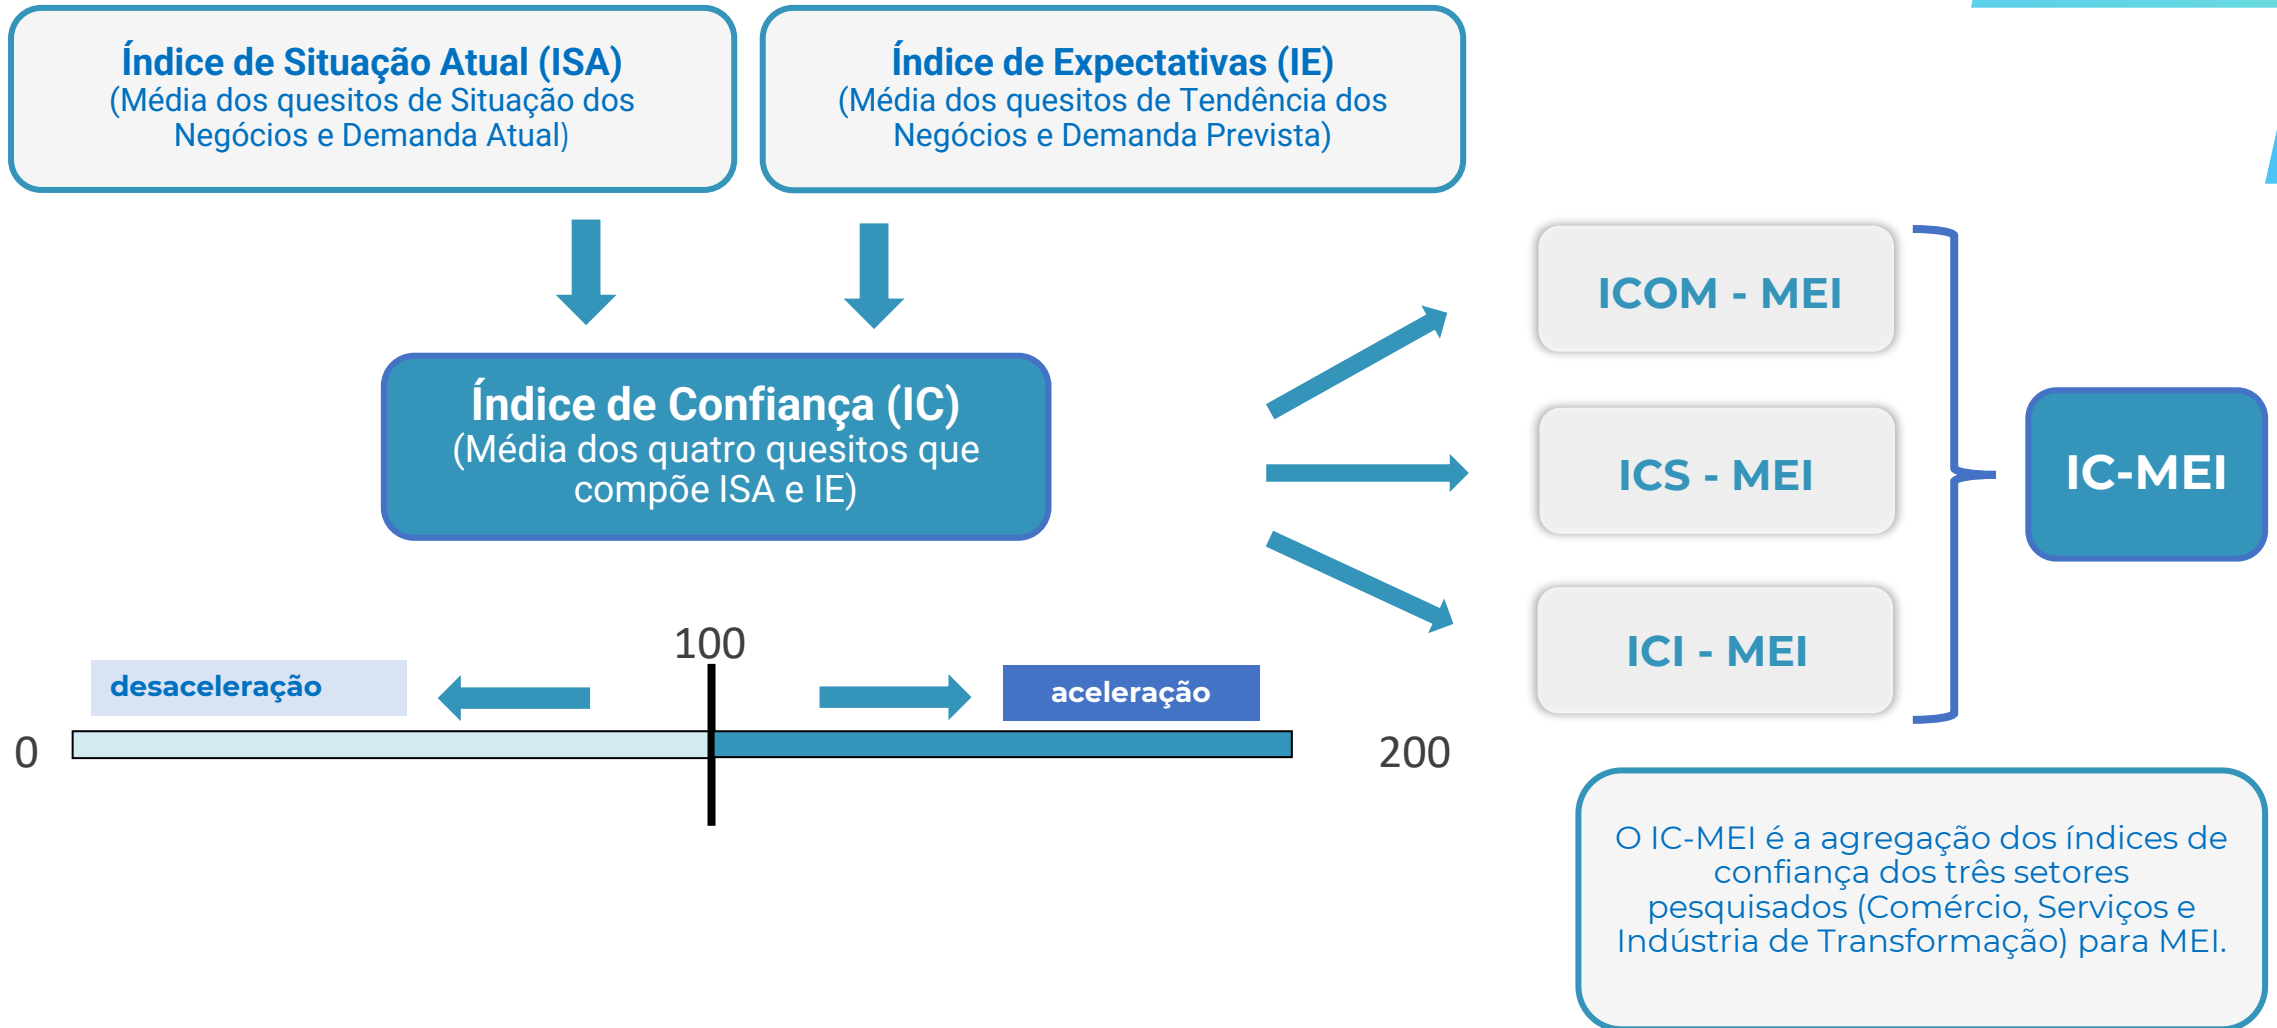 Índice de Situação Atual (ISA)
(Média dos quesitos de Situação dos
Negócios e Demanda Atual)
Índice de Expectativas (IE)
(Média dos quesitos de Tendência dos
Negócios e Demanda Prevista)
Índice de Confiança (IC)
(Média dos quatro quesitos que
compõe ISA e IE)
ICOM - MEI
ICS - MEI
ICI - MEI
IC-MEI
100
desaceleração
aceleração
0
200
O IC-MEI é a agregação dos índices de
confiança dos três setores
pesquisados (Comércio, Serviços e
Indústria de Transformação) para MEI.